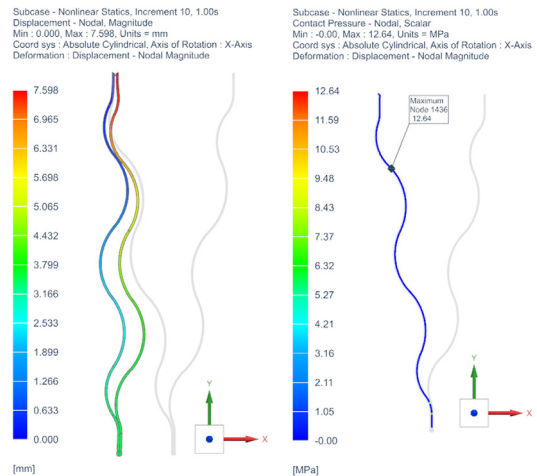 Subcase - Nonlinear Statics, Increment 10, 1.00s
Displacement - Nodal, Magnitude
Min : 0.000, Max : 7.598, Units = mm
Coord sys : Absolute Cylindrical, Axis of Rotation : X-Axis
Deformation : Displacement - Nodal Magnitude
7.598
6.965
6.331
5.698
5.065
4.432
3.799
3.166
2.533
1.899
1.266
0.633
0.000
[mm]
Y
X
Subcase - Nonlinear Statics, Increment 10, 1.00s
Contact Pressure - Nodal, Scalar
Min : -0.00, Max : 12.64, Units = MPa
Coord sys : Absolute Cylindrical, Axis of Rotation : X-Axis
Deformation : Displacement - Nodal Magnitude
12.64
11.59
10.53
9.48
8.43
7.37
6.32
5.27
4.21
3.16
2.11
1.05
-0.00
[MPa]
Maximum
Node 1436
12.64
Y
X